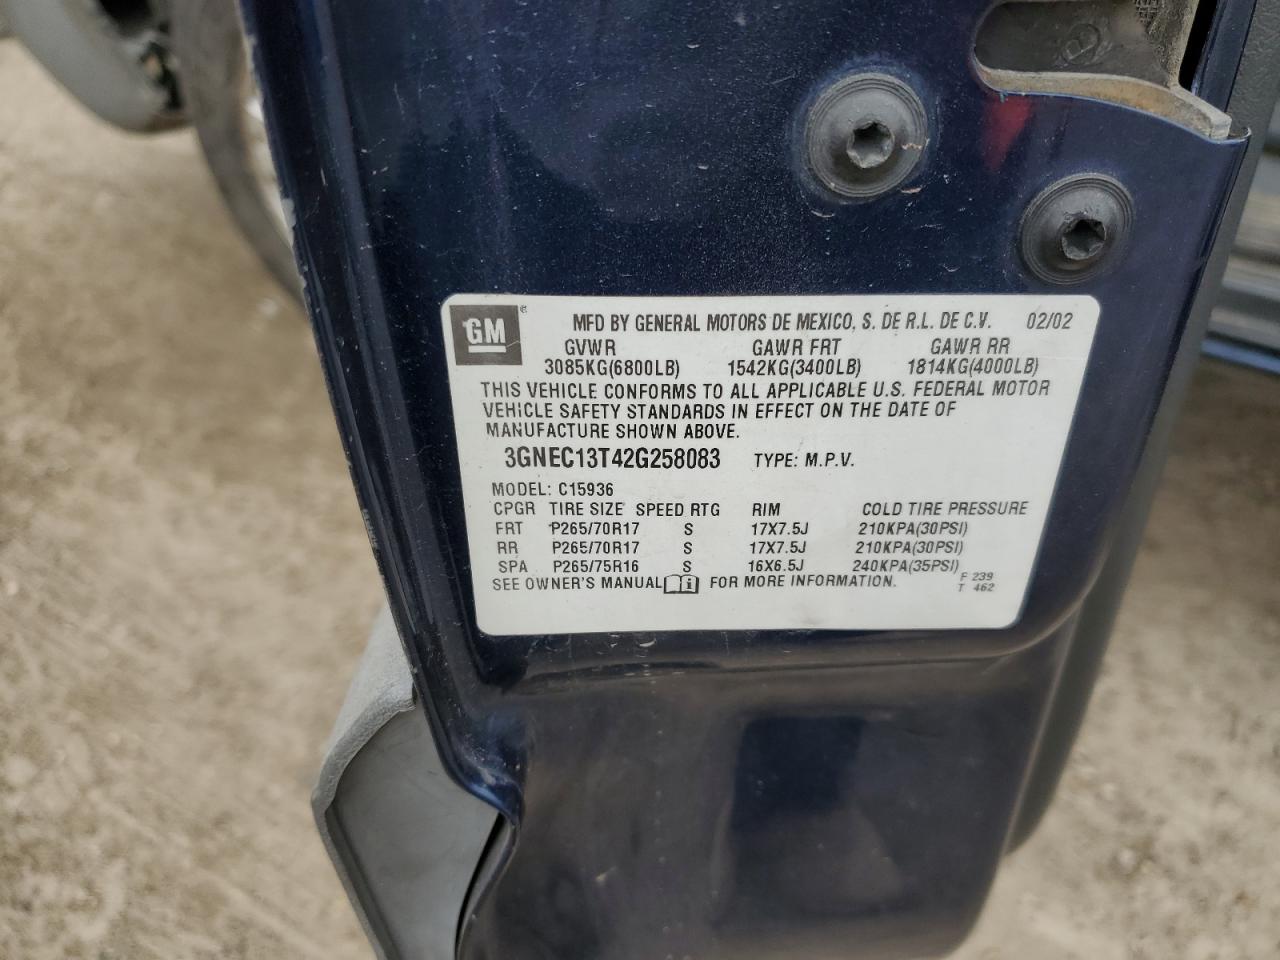 GM® MFD BY GENERAL MOTORS DE MEXICO, S. DE R.L. DE C.V. 02/02
GVWR GAWR FRT GAWR RR
3085KG(6800LB) 1542KG(3400LB) 1814KG(4000LB)
THIS VEHICLE CONFORMS TO ALL APPLICABLE U.S. FEDERAL MOTOR
VEHICLE SAFETY STANDARDS IN EFFECT ON THE DATE OF
MANUFACTURE SHOWN ABOVE.
3GNEC13T42G258083 TYPE: M.P.V.
MODEL: C15936
CPGR TIRE SIZE SPEED RTG RIM COLD TIRE PRESSURE
FRT P265/70R17 S 17X7.5J 210KPA(30PSI)
RR P265/70R17 S 17X7.5J 210KPA(30PSI)
SPA P265/75R16 S 16X6.5J 240KPA(35PSI)
SEE OWNER'S MANUAL i FOR MORE INFORMATION. F 239
T 462